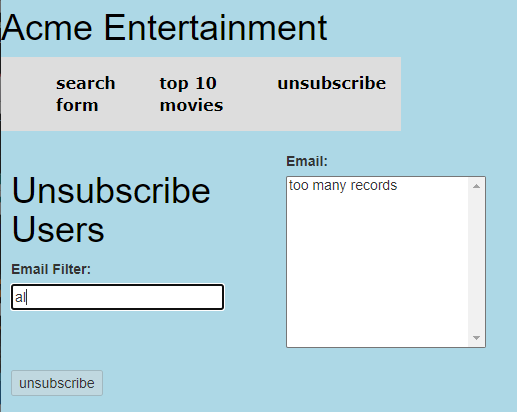 Acme Entertainment
search form
top 10 movies
unsubscribe
Unsubscribe
Users
Email Filter:
al
unsubscribe
Email:
too many records